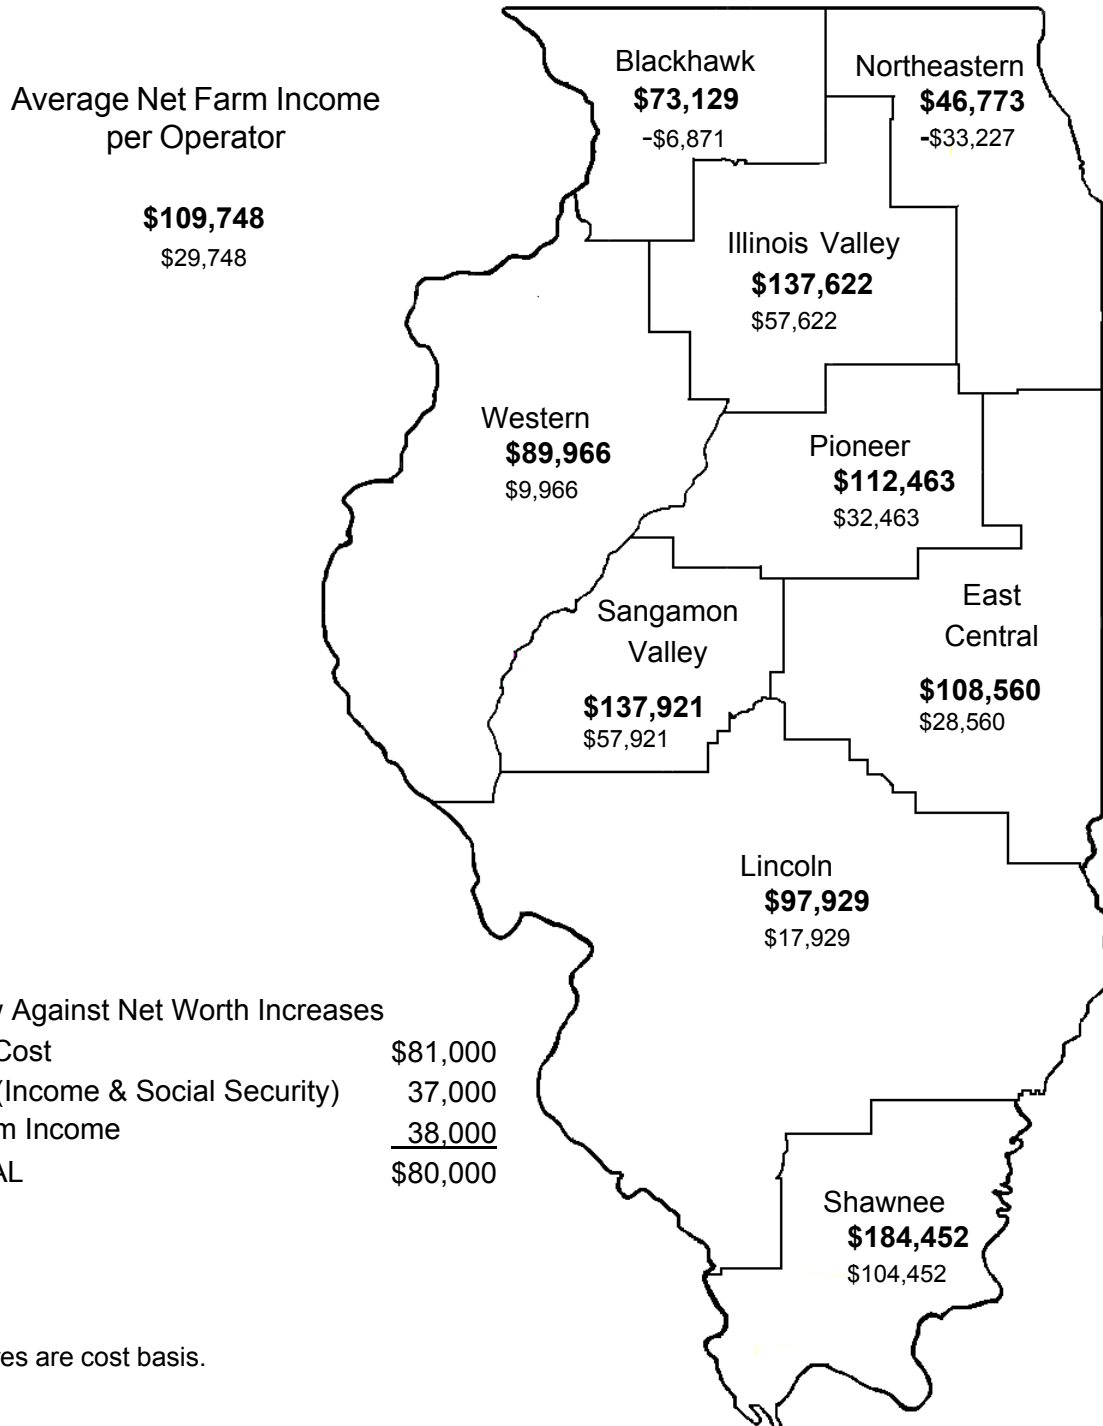 Average Net Farm Income
per Operator
$109,748
$29,748
Blackhawk
$73,129
-$6,871
Northeastern
$46,773
-$33,227
Illinois Valley
$137,622
$57,622
Western
$89,966
$9,966
Pioneer
$112,463
$32,463
Sangamon
Valley
$137,921
$57,921
East
Central
$108,560
$28,560
Lincoln
$97,929
$17,929
Against Net Worth Increases
Cost $81,000
(Income & Social Security) 37,000
Income 38,000
$80,000
Shawnee
$184,452
$104,452
are cost basis.